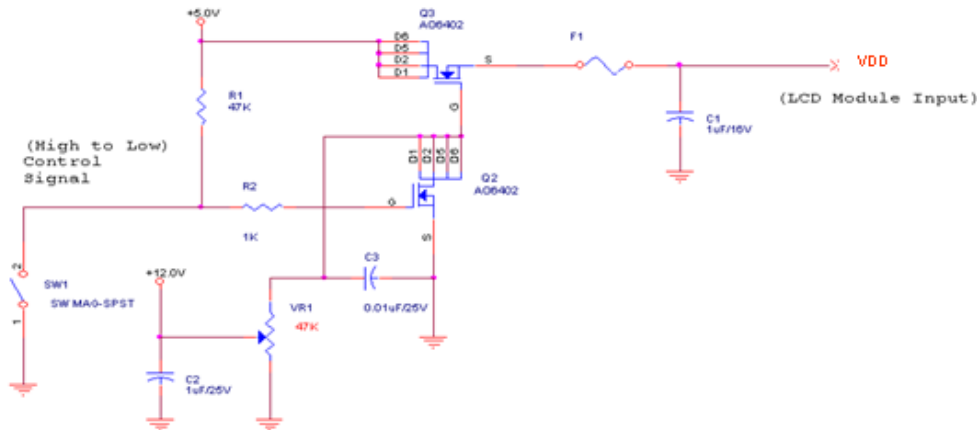 +5.0V
Q3
AO6402
D6
D5
D2
D1
S
G
F1
VDD
(LCD Module Input)
C1
1uF/16V
R1
47K
(High to Low)
Control
Signal
R2
1K
D1
D2
D5
D6
Q2
AO6402
G
S
2
SW1
SW MAG-SPST
1
+12.0V
C3
0.01uF/25V
VR1
47K
C2
1uF/25V